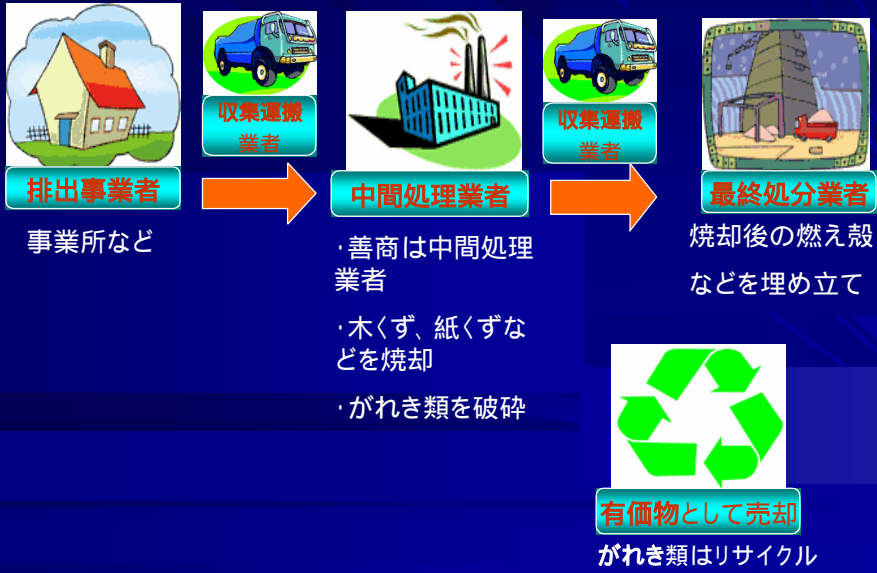 収集運搬
業者
収集運搬
業者
排出事業者
中間処理業者
最終処分業者
事業所など
・善商は中間処理
業者
・木くず、紙くずな
どを焼却
・がれき類を破砕
焼却後の燃え殻
などを埋め立て
有価物として売却
がれき類はリサイクル